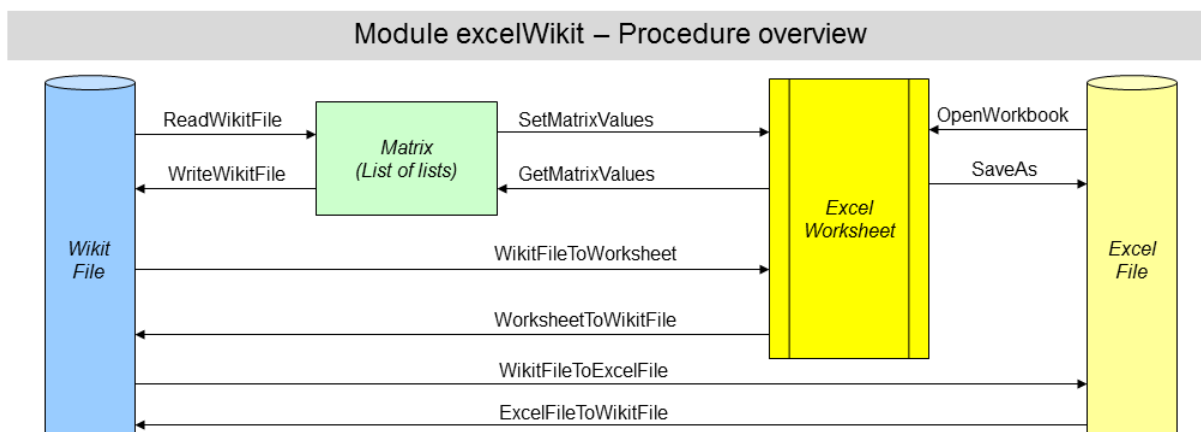 Module excelWikit – Procedure overview
ReadWikitFile
SetMatrixValues
OpenWorkbook
Matrix
(List of lists)
WriteWikitFile
GetMatrixValues
SaveAs
Excel
Worksheet
Wikit
File
WikitFileToWorksheet
Excel
File
WorksheetToWikitFile
WikitFileToExcelFile
ExcelFileToWikitFile